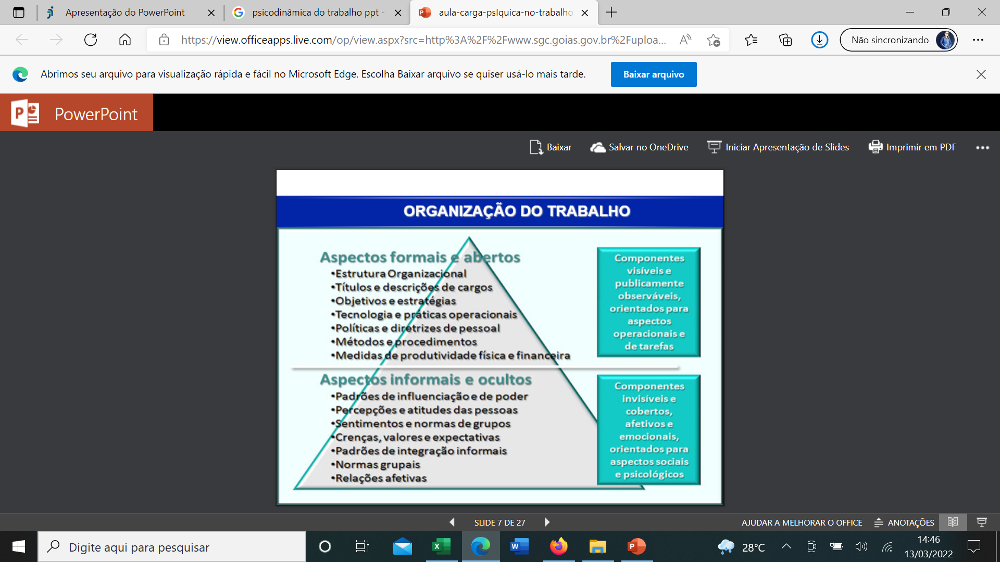 Apresentação do PowerPoint
psicodinâmica do trabalho ppt -
aula-carga-psIquica-no-trabalho
https://view.officeapps.live.com/op/view.aspx?src=http%3A%2F%2Fwww.sgc.goias.gov.br%2Fuploa...
Não sincronizando
Abrimos seu arquivo para visualização rápida e fácil no Microsoft Edge. Escolha Baixar arquivo se quiser usá-lo mais tarde.
Baixar arquivo
PowerPoint
Baixar
Salvar no OneDrive
Iniciar Apresentação de Slides
Imprimir em PDF
ORGANIZAÇÃO DO TRABALHO
Aspectos formais e abertos
•Estrutura Organizacional
•Títulos e descrições de cargos
•Objetivos e estratégias
•Tecnologia e práticas operacionais
•Políticas e diretrizes de pessoal
•Métodos e procedimentos
•Medidas de produtividade física e financeira
Componentes
visíveis e
publicamente
observáveis,
orientados para
aspectos
operacionais e
de tarefas
Aspectos informais e ocultos
•Padrões de influenciação e de poder
•Percepções e atitudes das pessoas
•Sentimentos e normas de grupos
•Crenças, valores e expectativas
•Padrões de integração informais
•Normas grupais
•Relações afetivas
Componentes
invisíveis e
cobertos,
afetivos e
emocionais,
orientados para
aspectos sociais
e psicológicos
SLIDE 7 DE 27
AJUDAR A MELHORAR O OFFICE
ANOTAÇÕES
Digite aqui para pesquisar
28°C
14:46
13/03/2022